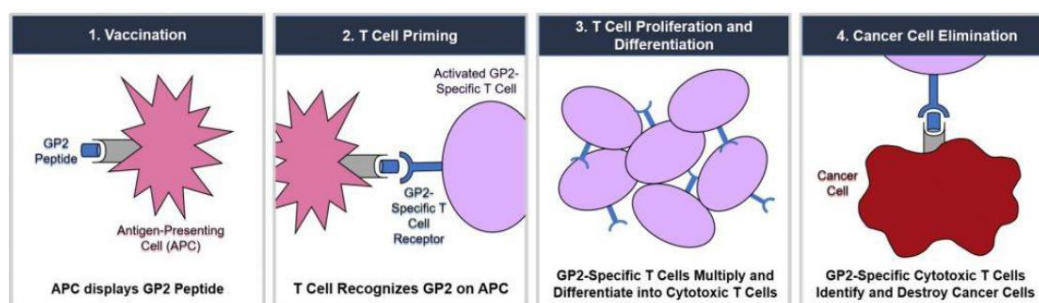 1. Vaccination
GP2
Peptide
Antigen-Presenting
Cell (APC)
APC displays GP2 Peptide
2. T Cell Priming
Activated GP2-
Specific T Cell
GP2-
Specific T
Cell
Receptor
T Cell Recognizes GP2 on APC
3. T Cell Proliferation and
Differentiation
GP2-Specific T Cells Multiply and
Differentiate into Cytotoxic T Cells
4. Cancer Cell Elimination
Cancer
Cell
GP2-Specific Cytotoxic T Cells
Identify and Destroy Cancer Cells